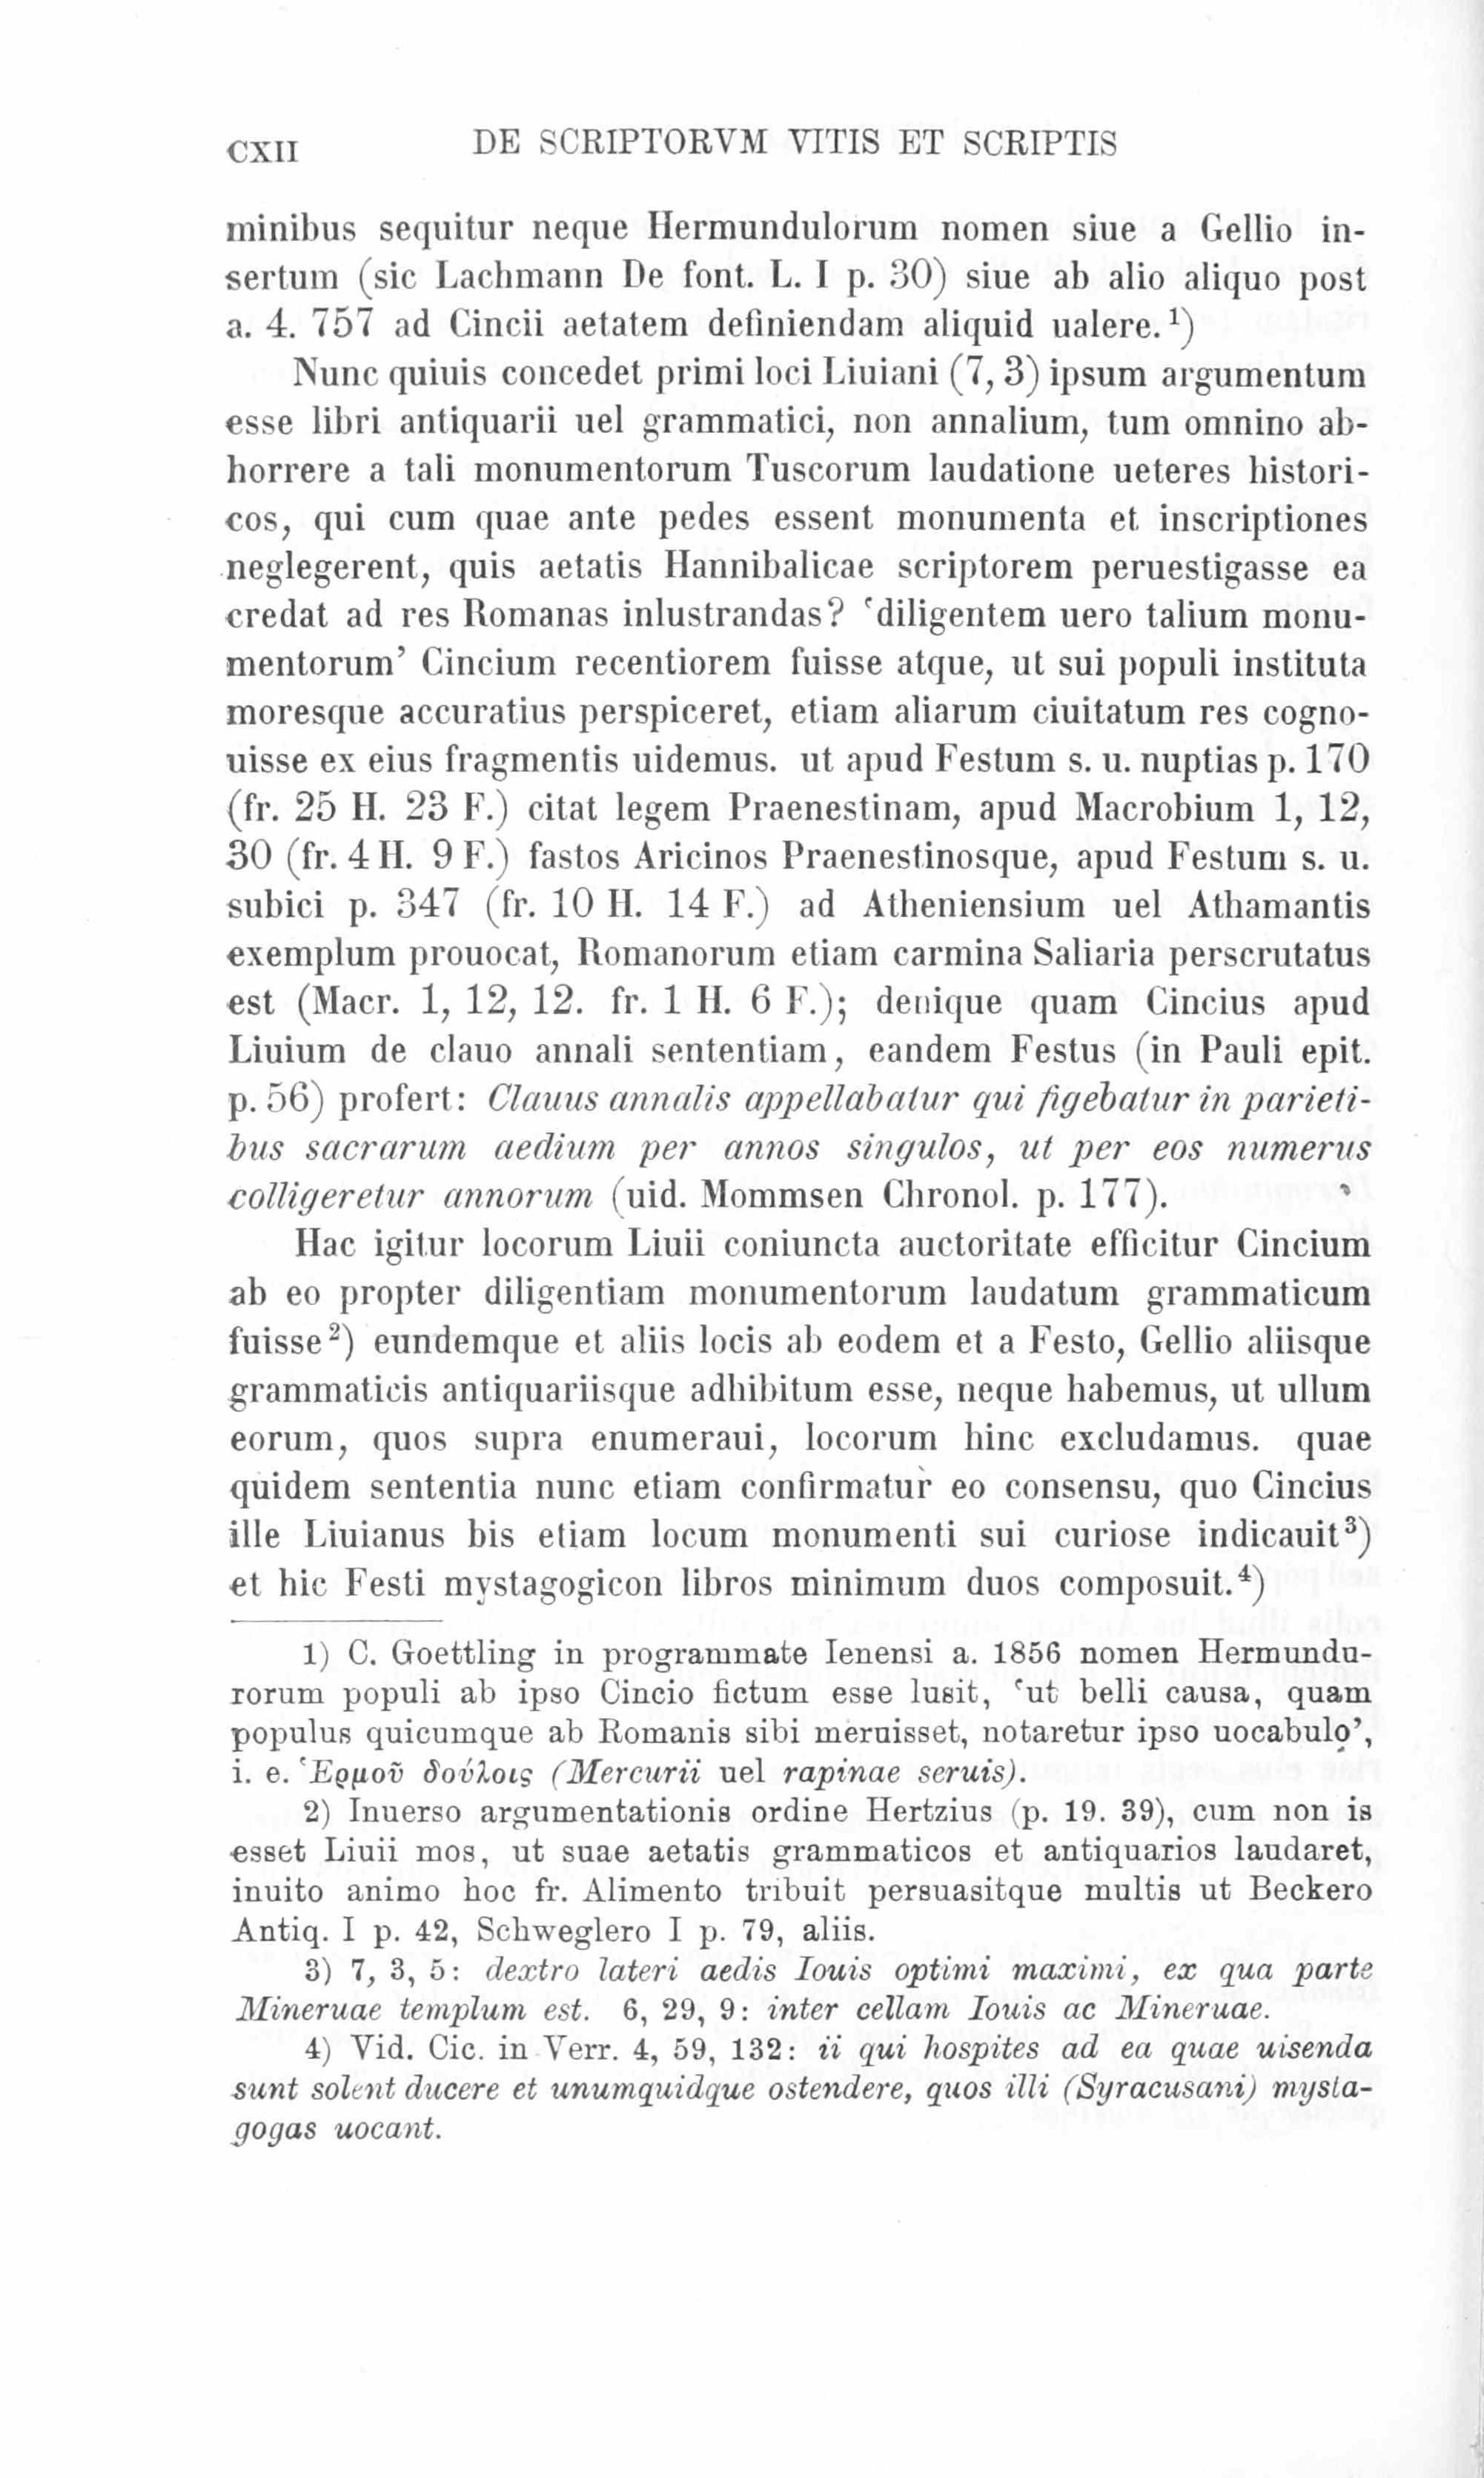 CXII DE SCRIPTORVM VITIS ET SCRIPTIS
minibus sequitur neque Hermundulorum nomen siue a Gellio in-
sertum (sic Lachmann De font. L. I p. 30) siue ab alio aliquo post
a. 4. 757 ad Cincii aetatem definiendam aliquid ualere.¹)
Nunc quiuis concedet primi loci Liuiani (7, 3) ipsum argumentum
esse libri antiquarii uel grammatici, non annalium, tum omnino ab-
horrere a tali monumentorum Tuscorum laudatione ueteres histori-
cos, qui cum quae ante pedes essent monumenta et inscriptiones
neglegerent, quis aetatis Hannibalicae scriptorem peruestigasse ea
credat ad res Romanas inlustrandas? ‘diligentem uero talium monu-
mentorum’ Cincium recentiorem fuisse atque, ut sui populi instituta
moresque accuratius perspiceret, etiam aliarum ciuitatum res cogno-
uisse ex eius fragmentis uidemus. ut apud Festum s. u. nuptias p. 170
(fr. 25 H. 23 F.) citat legem Praenestinam, apud Macrobium 1, 12,
30 (fr. 4 H. 9 F.) fastos Aricinos Praenestinosque, apud Festum s. u.
subici p. 347 (fr. 10 H. 14 F.) ad Atheniensium uel Athamantis
exemplum prouocat, Romanorum etiam carmina Saliaria perscrutatus
est (Macr. 1, 12, 12. fr. 1 H. 6 F.); denique quam Cincius apud
Liuium de clauo annali sententiam, eandem Festus (in Pauli epit.
p. 56) profert: Clauus annalis appellabatur qui figebatur in parieti-
bus sacrarum aedium per annos singulos, ut per eos numerus
colligeretur annorum (uid. Mommsen Chronol. p. 177).
Hac igitur locorum Liuii coniuncta auctoritate efficitur Cincium
ab eo propter diligentiam monumentorum laudatum grammaticum
fuisse²) eundemque et aliis locis ab eodem et a Festo, Gellio aliisque
grammaticis antiquariisque adhibitum esse, neque habemus, ut ullum
eorum, quos supra enumeraui, locorum hinc excludamus. quae
quidem sententia nunc etiam confirmatur eo consensu, quo Cincius
ille Liuianus bis etiam locum monumenti sui curiose indicauit³)
et hic Festi mystagogicon libros minimum duos composuit.⁴)
1) C. Goettling in programmate Ienensi a. 1856 nomen Hermundu-
rorum populi ab ipso Cincio fictum esse lusit, ‘ut belli causa, quam
populus quicumque ab Romanis sibi meruisset, notaretur ipso uocabulo’,
i. e. Ἑρμοῦ δούλοις (Mercurii uel rapinae seruis).
2) Inuerso argumentationis ordine Hertzius (p. 19. 39), cum non is
esset Liuii mos, ut suae aetatis grammaticos et antiquarios laudaret,
inuito animo hoc fr. Alimento tribuit persuasitque multis ut Beckero
Antiq. I p. 42, Schweglero I p. 79, aliis.
3) 7, 3, 5: dextro lateri aedis Iouis optimi maximi, ex qua parte
Mineruae templum est. 6, 29, 9: inter cellam Iouis ac Mineruae.
4) Vid. Cic. in Verr. 4, 59, 132: ii qui hospites ad ea quae uisenda
sunt solent ducere et unumquidque ostendere, quos illi (Syracusani) mysta-
gogas uocant.